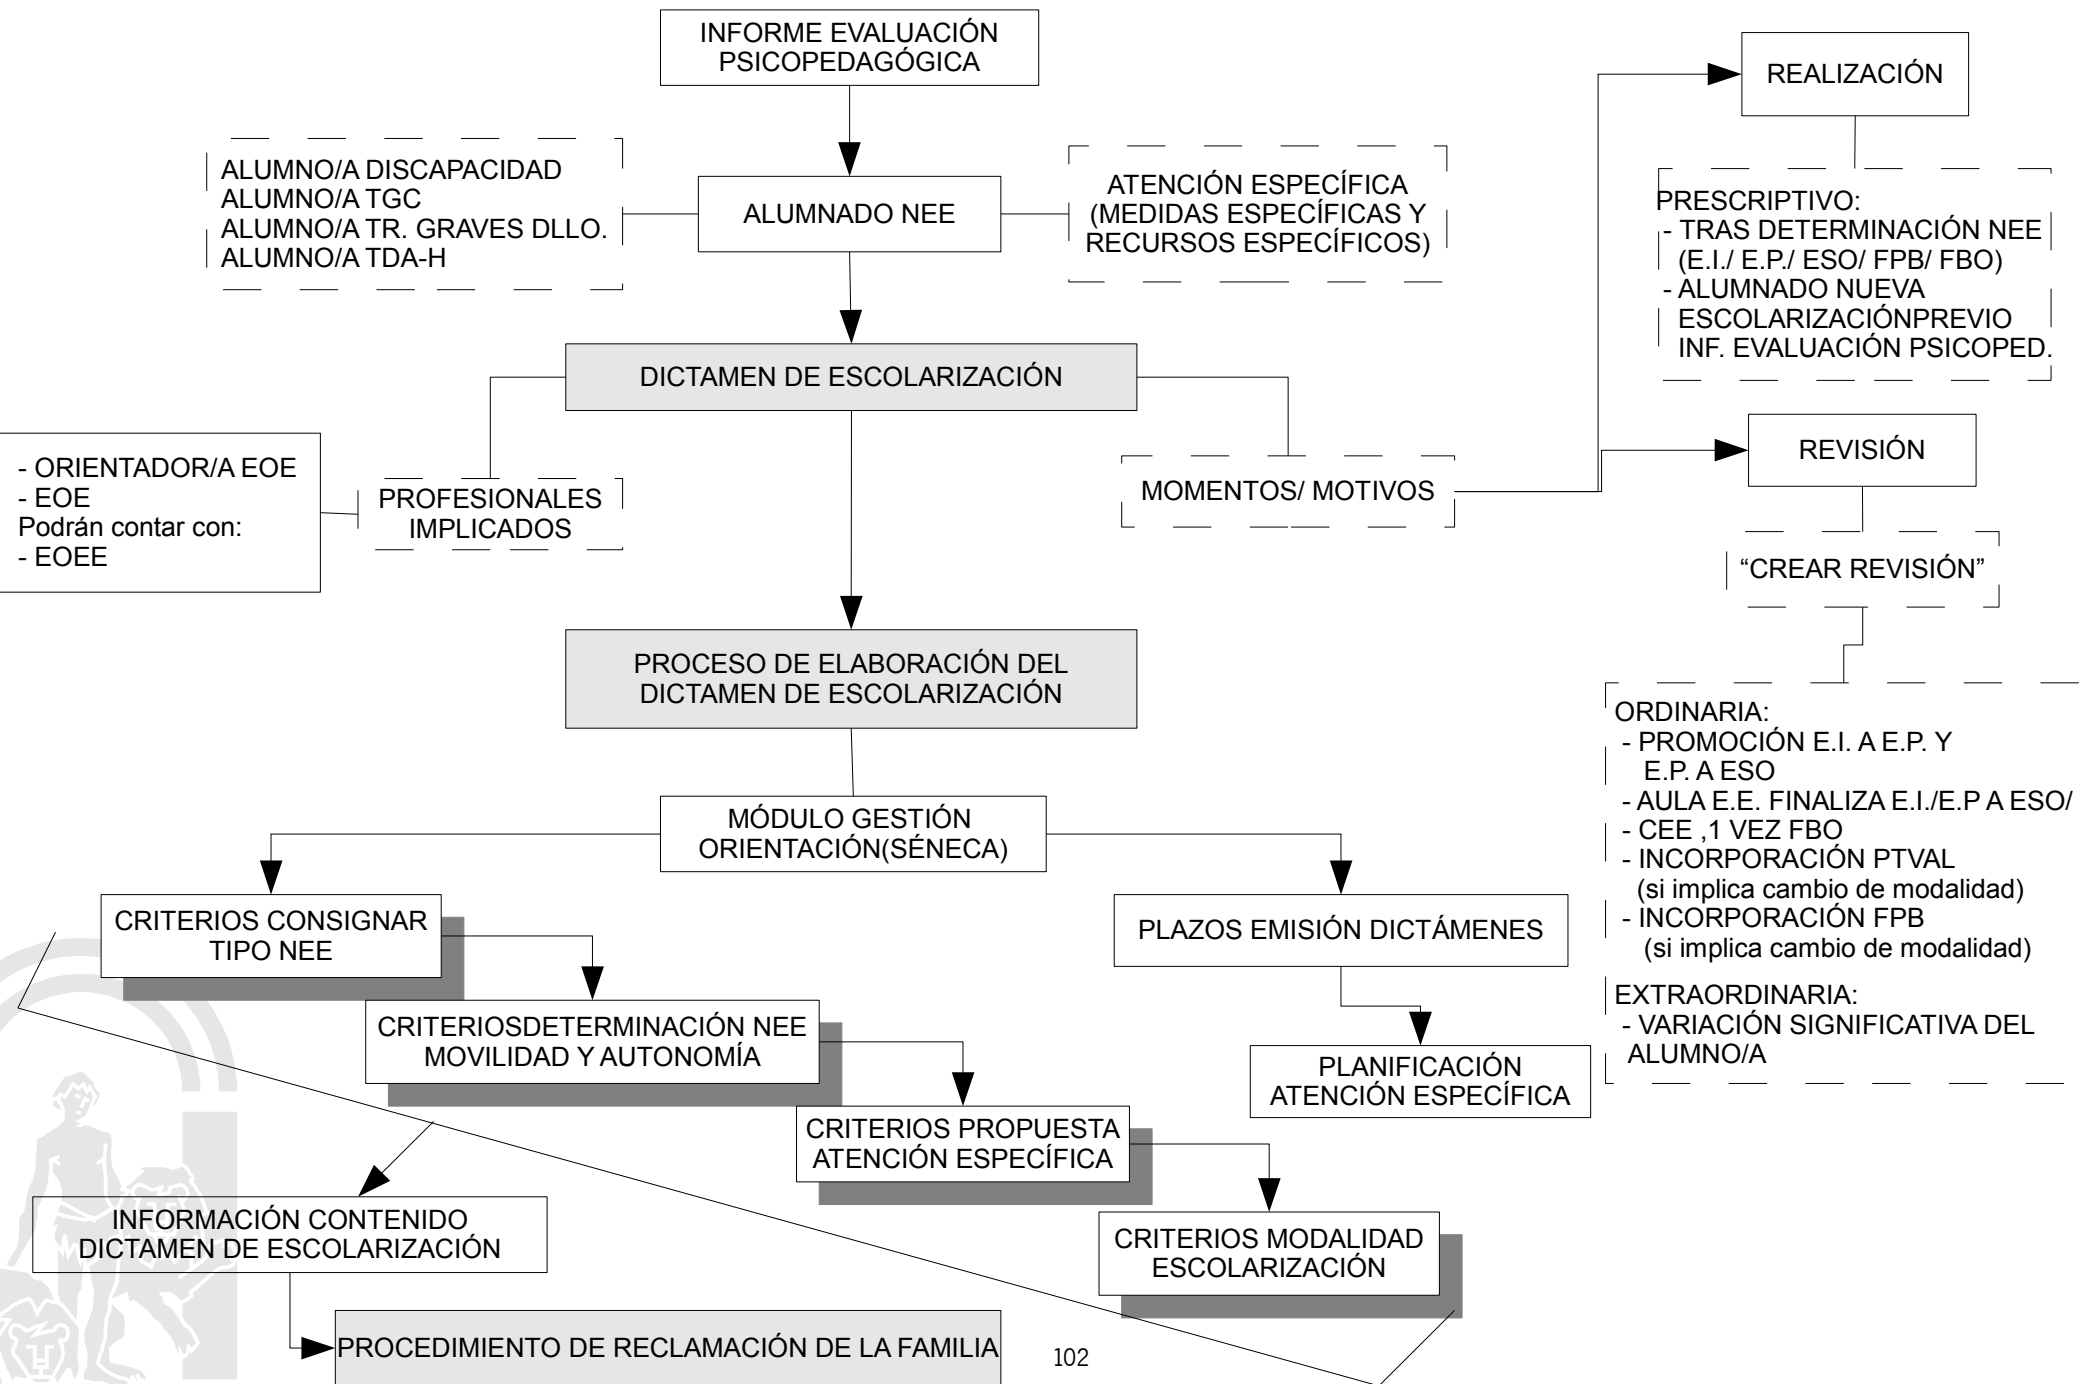 INFORME EVALUACIÓN
PSICOPEDAGÓGICA
REALIZACIÓN
ALUMNO/A DISCAPACIDAD
ALUMNO/A TGC
ALUMNO/A TR. GRAVES DLLO.
ALUMNO/A TDA-H
ALUMNADO NEE
ATENCIÓN ESPECÍFICA
(MEDIDAS ESPECÍFICAS Y
RECURSOS ESPECÍFICOS)
PRESCRIPTIVO:
- TRAS DETERMINACIÓN NEE
(E.I./ E.P./ ESO/ FPB/ FBO)
- ALUMNADO NUEVA
ESCOLARIZACIÓNPREVIO
INF. EVALUACIÓN PSICOPED.
DICTAMEN DE ESCOLARIZACIÓN
REVISIÓN
- ORIENTADOR/A EOE
- EOE
Podrán contar con:
- EOEE
PROFESIONALES
IMPLICADOS
MOMENTOS/ MOTIVOS
“CREAR REVISIÓN”
PROCESO DE ELABORACIÓN DEL
DICTAMEN DE ESCOLARIZACIÓN
ORDINARIA:
- PROMOCIÓN E.I. A E.P. Y
E.P. A ESO
- AULA E.E. FINALIZA E.I./E.P A ESO/
- CEE ,1 VEZ FBO
- INCORPORACIÓN PTVAL
(si implica cambio de modalidad)
- INCORPORACIÓN FPB
(si implica cambio de modalidad)
EXTRAORDINARIA:
- VARIACIÓN SIGNIFICATIVA DEL
ALUMNO/A
MÓDULO GESTIÓN
ORIENTACIÓN(SÉNECA)
CRITERIOS CONSIGNAR
TIPO NEE
PLAZOS EMISIÓN DICTÁMENES
CRITERIOSDETERMINACIÓN NEE
MOVILIDAD Y AUTONOMÍA
PLANIFICACIÓN
ATENCIÓN ESPECÍFICA
CRITERIOS PROPUESTA
ATENCIÓN ESPECÍFICA
INFORMACIÓN CONTENIDO
DICTAMEN DE ESCOLARIZACIÓN
CRITERIOS MODALIDAD
ESCOLARIZACIÓN
PROCEDIMIENTO DE RECLAMACIÓN DE LA FAMILIA
102